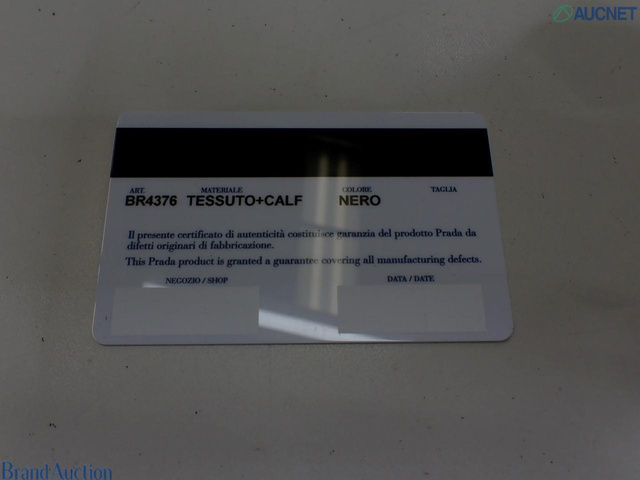 AUCNET
ART. MATERIALE COLORE TAGLIA
BR4376 TESSUTO+CALF NERO
Il presente certificato di autenticità costituisce garanzia del prodotto Prada da
difetti originari di fabbricazione.
This Prada product is granted a guarantee covering all manufacturing defects.
NEGOZIO / SHOP DATA / DATE
BrandAuction